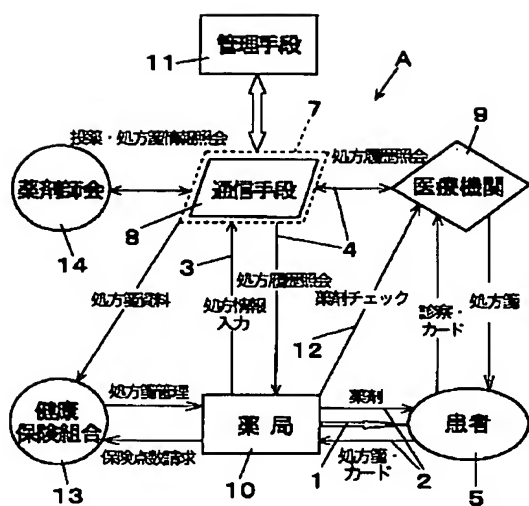 管理手段
11
A
7
9
投薬・処方箋情報照会
処方履歴照会
薬剤師会
通信手段
医療機関
8
4
14
3
処方履歴照会
処方箋資料
処方情報
入力
薬剤チェック
12
診察・
カード
処方箋
健康
保険組合
処方箋管理
薬局
薬剤
患者
保険点数請求
処方箋・
カード
13
10
1
2
5